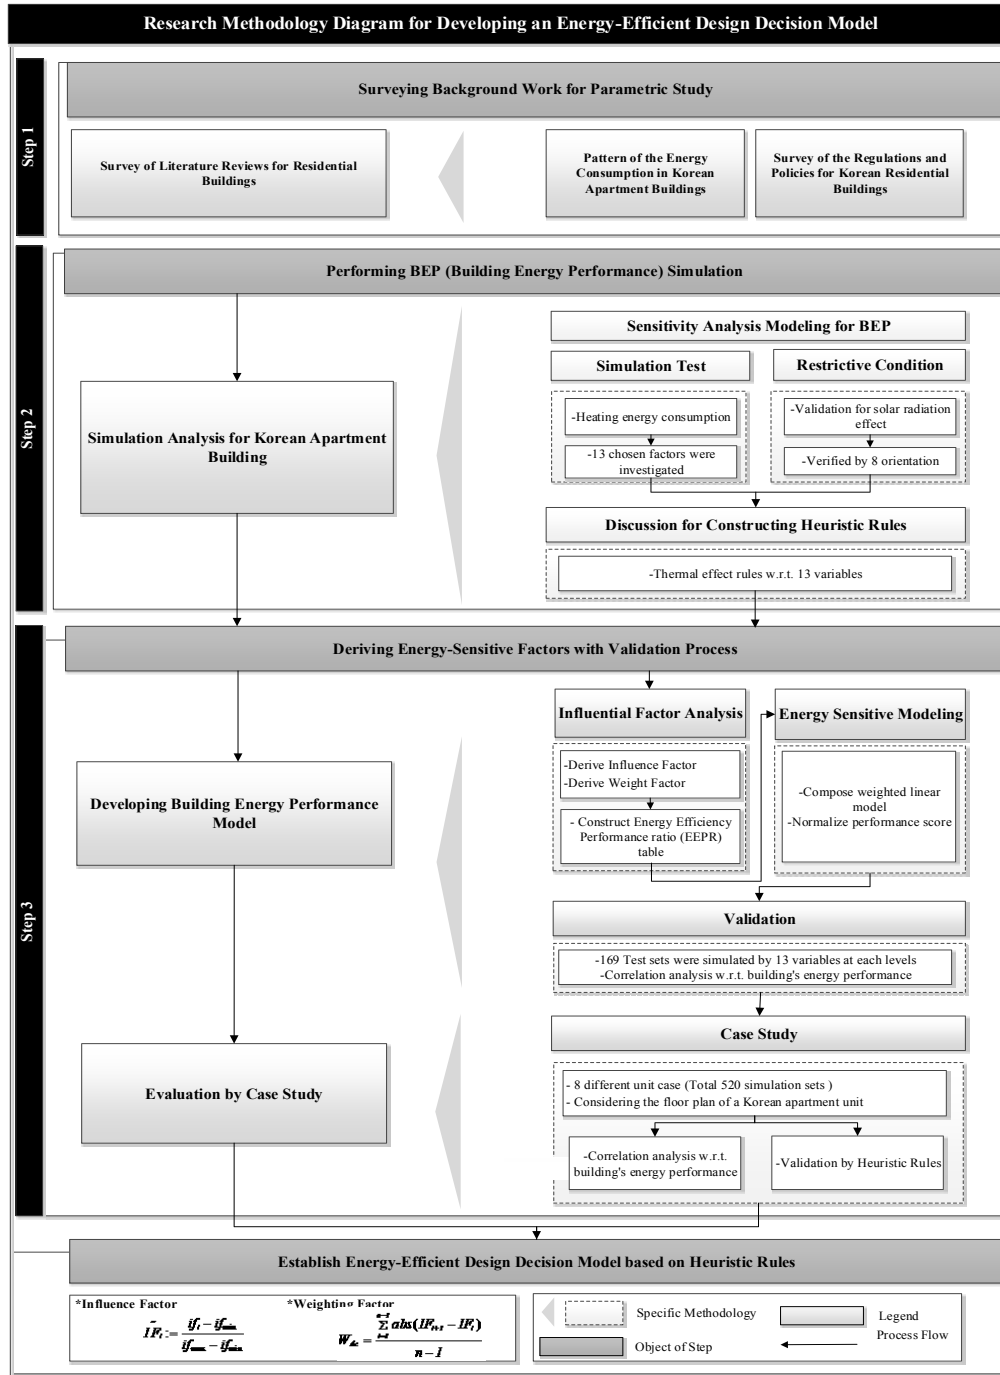 Research Methodology Diagram for Developing an Energy-Efficient Design Decision Model
Step 1
Surveying Background Work for Parametric Study
Survey of Literature Reviews for Residential
Buildings
Pattern of the Energy
Consumption in Korean
Apartment Buildings
Survey of the Regulations and
Policies for Korean Residential
Buildings
Step 2
Performing BEP (Building Energy Performance) Simulation
Simulation Analysis for Korean Apartment
Building
Sensitivity Analysis Modeling for BEP
Simulation Test
-Heating energy consumption
-13 chosen factors were
investigated
Restrictive Condition
-Validation for solar radiation
effect
-Verified by 8 orientation
Discussion for Constructing Heuristic Rules
-Thermal effect rules w.r.t. 13 variables
Step 3
Deriving Energy-Sensitive Factors with Validation Process
Developing Building Energy Performance
Model
Influential Factor Analysis
-Derive Influence Factor
-Derive Weight Factor
- Construct Energy Efficiency
Performance ratio (EEPR)
table
Energy Sensitive Modeling
-Compose weighted linear
model
-Normalize performance score
Validation
-169 Test sets were simulated by 13 variables at each levels
-Correlation analysis w.r.t. building's energy performance
Evaluation by Case Study
Case Study
- 8 different unit case (Total 520 simulation sets )
- Considering the floor plan of a Korean apartment unit
-Correlation analysis w.r.t.
building's energy performance
-Validation by Heuristic Rules
Establish Energy-Efficient Design Decision Model based on Heuristic Rules
*Influence Factor
*Weighting Factor
n - 1
Specific Methodology
Object of Step
Legend
Process Flow